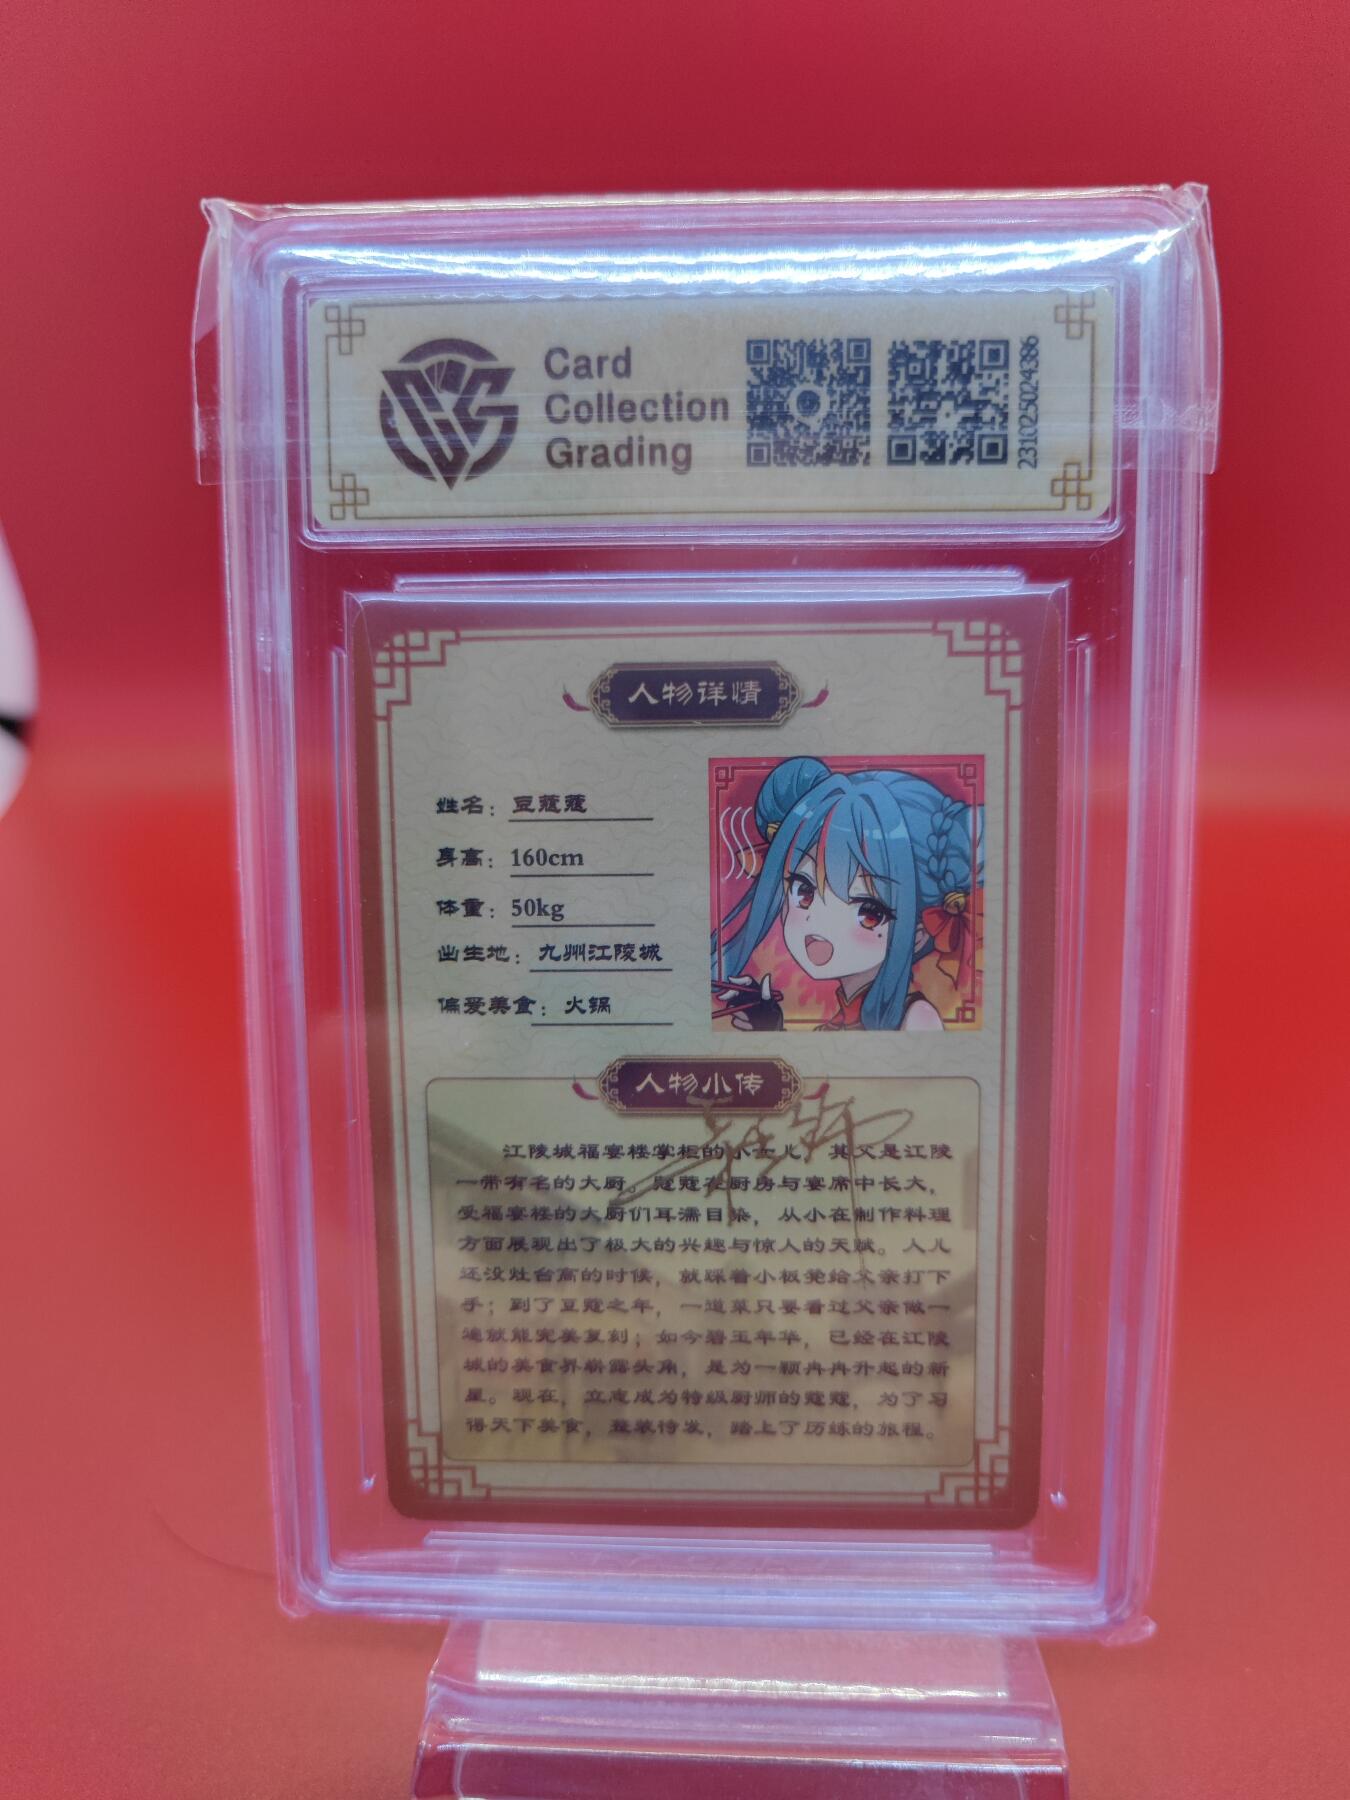 Card
Collection
Grading
231025024386
人物详情
姓名：豆蔻蔻
身高：160cm
体重：50kg
出生地：九州江陵城
偏爱美食：火锅
人物小传
江陵城福宴楼掌柜的小女儿，其父是江陵
一带有名的大厨。蔻蔻在厨房与宴席中长大，
受福宴楼的大厨们耳濡目染，从小在制作料理
方面展现出了极大的兴趣与惊人的天赋。人儿
还没灶台高的时候，就踩着小板凳给父亲打下
手；到了豆蔻之年，一道菜只要看过父亲做一
遍就能完美复刻；如今碧玉年华，已经在江陵
城的美食界崭露头角，是为一颗冉冉升起的新
星。现在，立志成为特级厨师的蔻蔻，为了习
得天下美食，整装待发，踏上了历练的旅程。